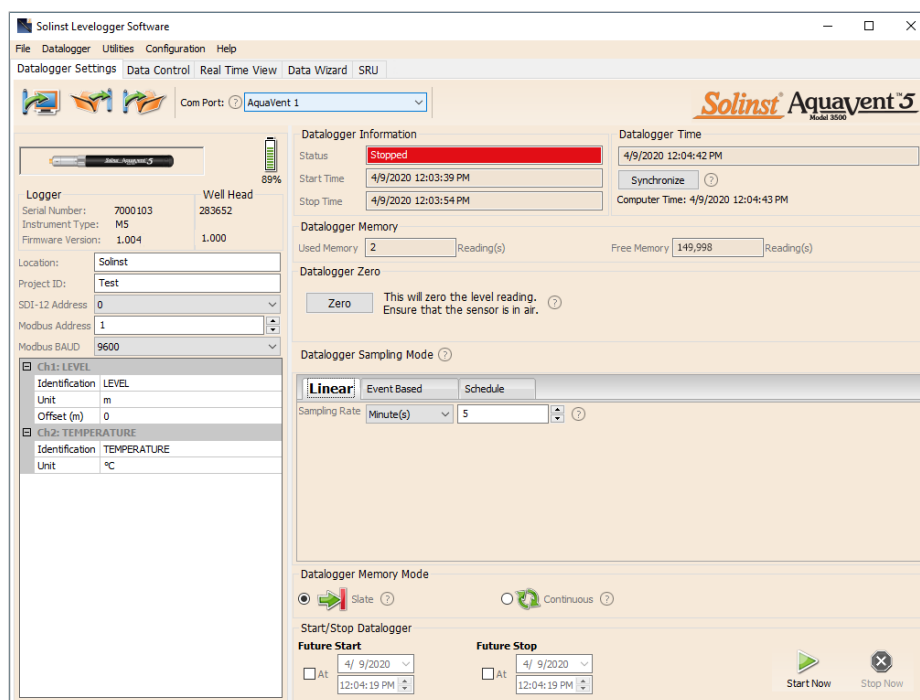 Solinst Levelogger Software
File Datalogger Utilities Configuration Help
Datalogger Settings Data Control Real Time View Data Wizard SRU
Com Port: ? AquaVent 1
Solinst Aquavent™5
Model 3500
Solinst Aquavent 5
89%
Logger Well Head
Serial Number: 7000103 283652
Instrument Type: M5
Firmware Version: 1.004 1.000
Location: Solinst
Project ID: Test
SDI-12 Address 0
Modbus Address 1
Modbus BAUD 9600
Ch1: LEVEL
Identification LEVEL
Unit m
Offset (m) 0
Ch2: TEMPERATURE
Identification TEMPERATURE
Unit ºC
Datalogger Information
Status Stopped
Start Time 4/9/2020 12:03:39 PM
Stop Time 4/9/2020 12:03:54 PM
Datalogger Time
4/9/2020 12:04:42 PM
Synchronize ?
Computer Time: 4/9/2020 12:04:43 PM
Datalogger Memory
Used Memory 2 Reading(s) Free Memory 149,998 Reading(s)
Datalogger Zero
Zero
This will zero the level reading.
Ensure that the sensor is in air. ?
Datalogger Sampling Mode ?
Linear Event Based Schedule
Sampling Rate Minute(s) 5 ?
Datalogger Memory Mode
Slate ? Continuous ?
Start/Stop Datalogger
Future Start Future Stop
At 4/ 9/2020 At 4/ 9/2020
12:04:19 PM 12:04:19 PM
Start Now Stop Now